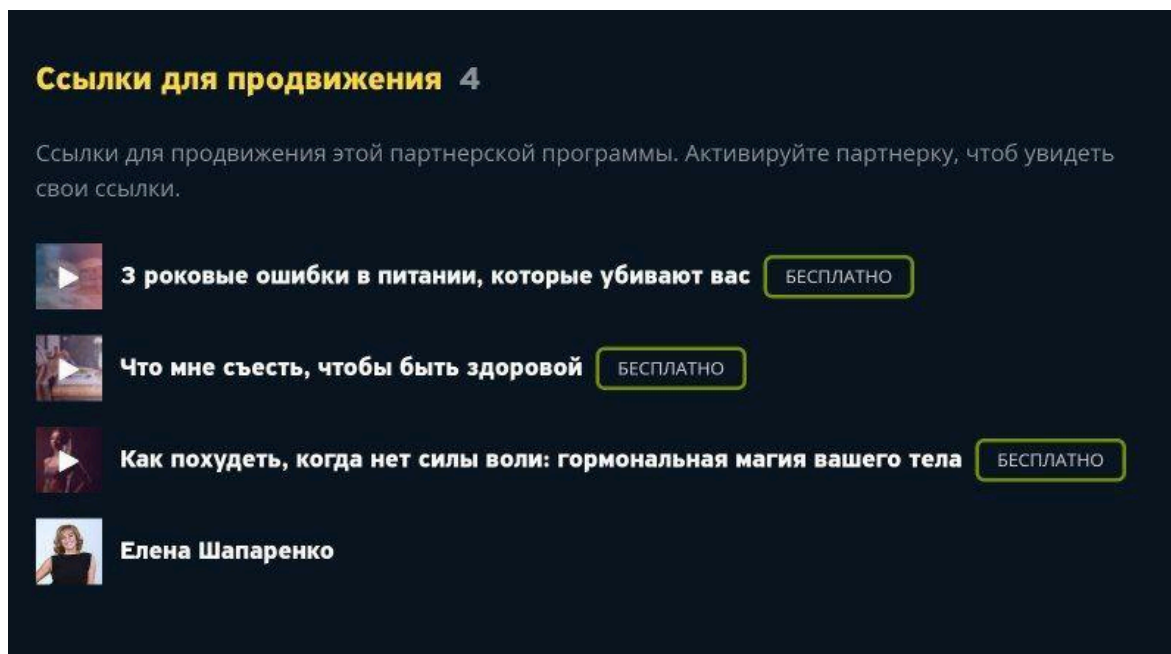 Ссылки для продвижения 4
Ссылки для продвижения этой партнерской программы. Активируйте партнерку, чтоб увидеть
свои ссылки.
3 роковые ошибки в питании, которые убивают вас БЕСПЛАТНО
Что мне съесть, чтобы быть здоровой БЕСПЛАТНО
Как похудеть, когда нет силы воли: гормональная магия вашего тела БЕСПЛАТНО
Елена Шапаренко